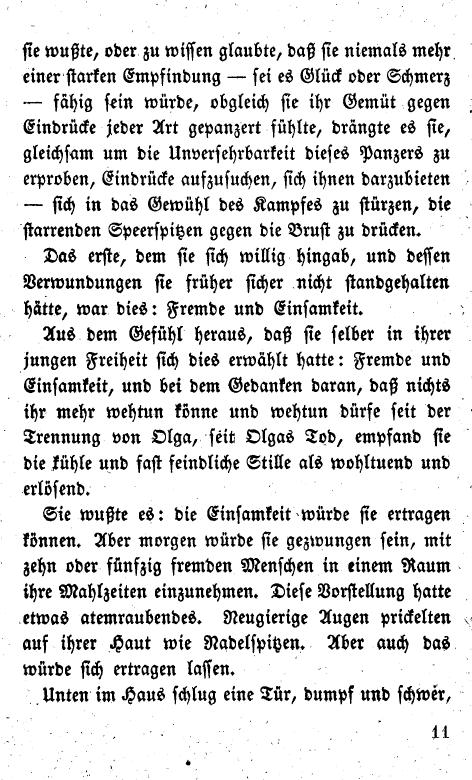 sie wußte, oder zu wissen glaubte, daß sie niemals mehr
einer starken Empfindung — sei es Glück oder Schmerz
— fähig sein würde, obgleich sie ihr Gemüt gegen
Eindrücke jeder Art gepanzert fühlte, drängte es sie,
gleichsam um die Unversehrbarkeit dieses Panzers zu
erproben, Eindrücke aufzusuchen, sich ihnen darzubieten
— sich in das Gewühl des Kampfes zu stürzen, die
starrenden Speerspitzen gegen die Brust zu drücken.
Das erste, dem sie sich willig hingab, und dessen
Verwundungen sie früher sicher nicht standgehalten
hätte, war dies: Fremde und Einsamkeit.
Aus dem Gefühl heraus, daß sie selber in ihrer
jungen Freiheit sich dies erwählt hatte: Fremde und
Einsamkeit, und bei dem Gedanken daran, daß nichts
ihr mehr wehtun könne und wehtun dürfe seit der
Trennung von Olga, seit Olgas Tod, empfand sie
die kühle und fast feindliche Stille als wohltuend und
erlösend.
Sie wußte es: die Einsamkeit würde sie ertragen
können. Aber morgen würde sie gezwungen sein, mit
zehn oder fünfzig fremden Menschen in einem Raum
ihre Mahlzeiten einzunehmen. Diese Vorstellung hatte
etwas atemraubendes. Neugierige Augen prickelten
auf ihrer Haut wie Nadelspitzen. Aber auch das
würde sich ertragen lassen.
Unten im Haus schlug eine Tür, dumpf und schwer,
11